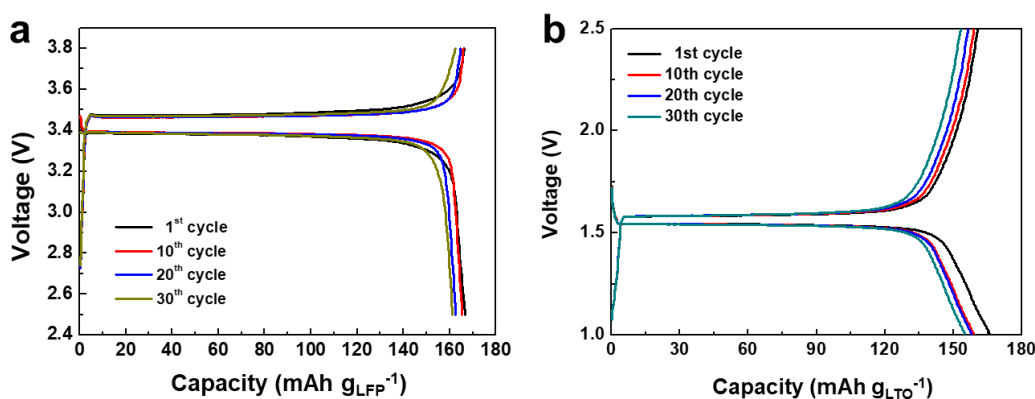 a
Voltage (V)
3.8
3.6
3.4
3.2
3.0
2.8
2.6
2.4
1st cycle
10th cycle
20th cycle
30th cycle
0 20 40 60 80 100 120 140 160 180
Capacity (mAh gLFP-1)
b
Voltage (V)
2.5
2.0
1.5
1.0
1st cycle
10th cycle
20th cycle
30th cycle
0 30 60 90 120 150 180
Capacity (mAh gLTO-1)